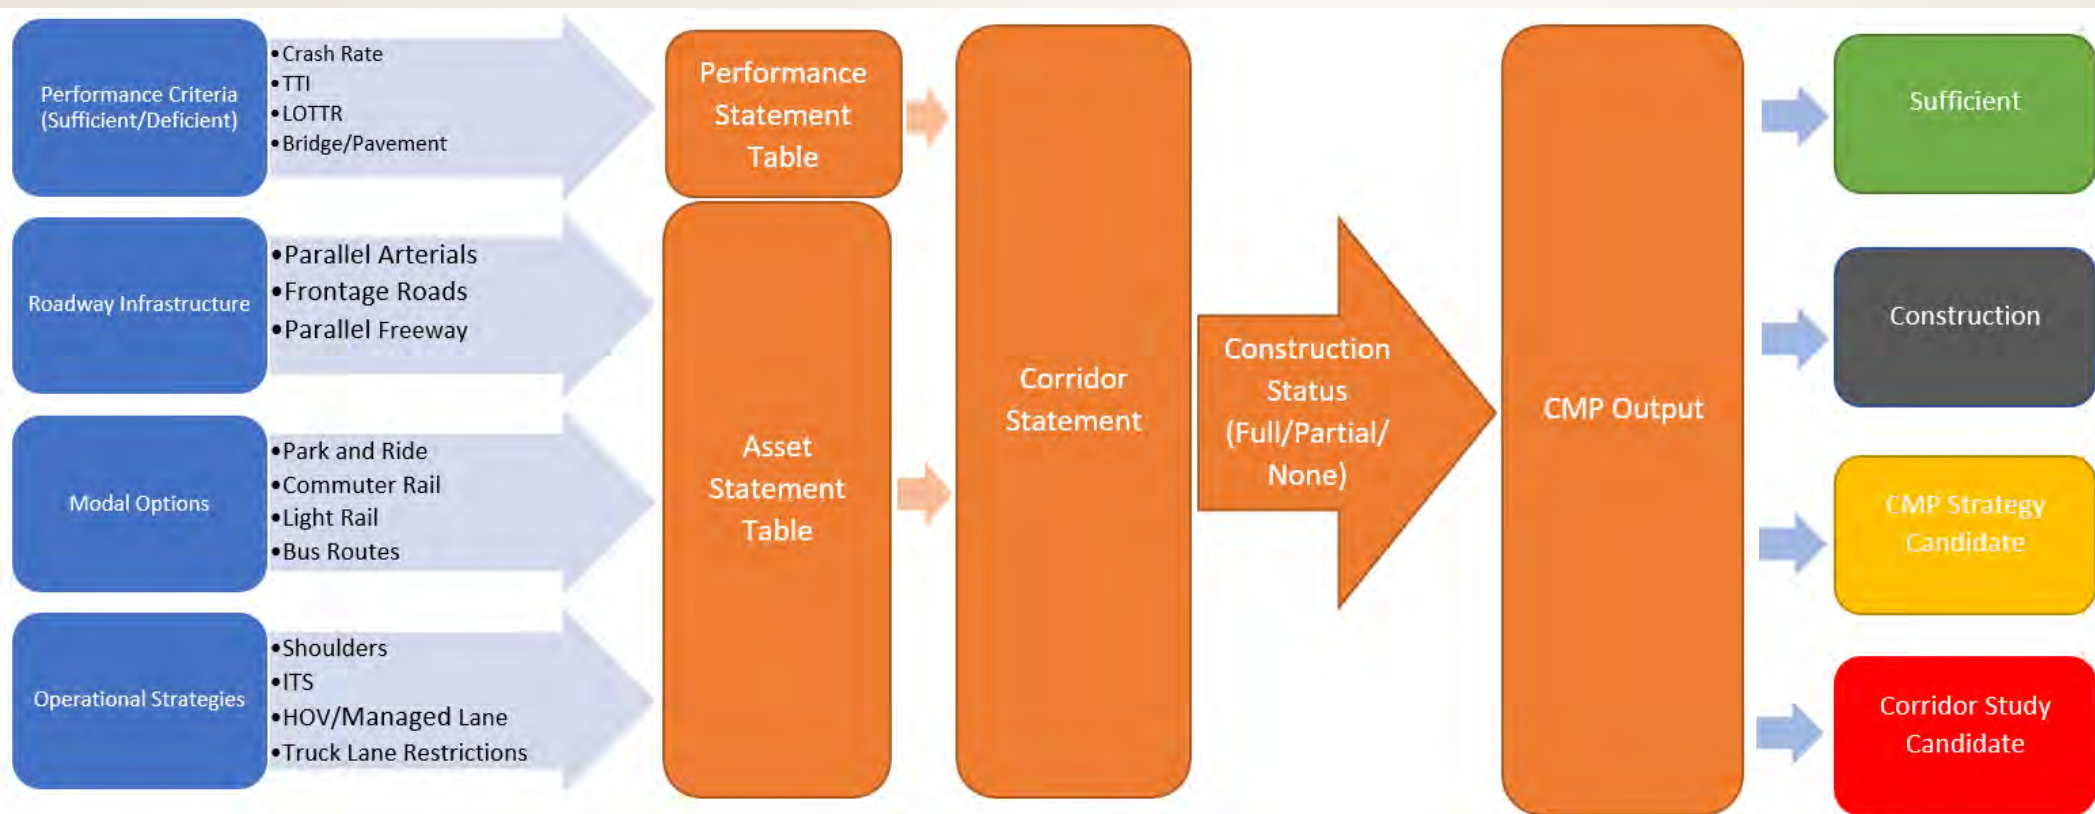 Performance Criteria
(Sufficient/Deficient)
•Crash Rate
•TTI
•LOTTR
•Bridge/Pavement
Roadway Infrastructure
•Parallel Arterials
•Frontage Roads
•Parallel Freeway
Modal Options
•Park and Ride
•Commuter Rail
•Light Rail
•Bus Routes
Operational Strategies
•Shoulders
•ITS
•HOV/Managed Lane
•Truck Lane Restrictions
Performance
Statement
Table
Asset
Statement
Table
Corridor
Statement
Construction
Status
(Full/Partial/
None)
CMP Output
Sufficient
Construction
CMP Strategy
Candidate
Corridor Study
Candidate